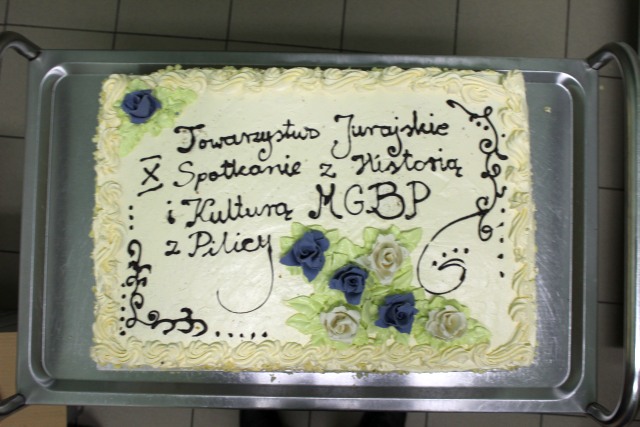 Towarzystwo Jurajskie
X Spotkanie z Historią
i Kulturą MGBP
z Pilicy